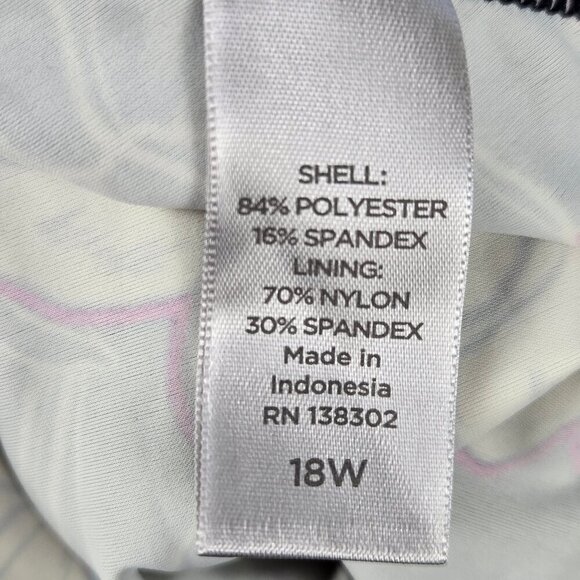 SHELL:
84% POLYESTER
16% SPANDEX
LINING:
70% NYLON
30% SPANDEX
Made in
Indonesia
RN 138302
18W